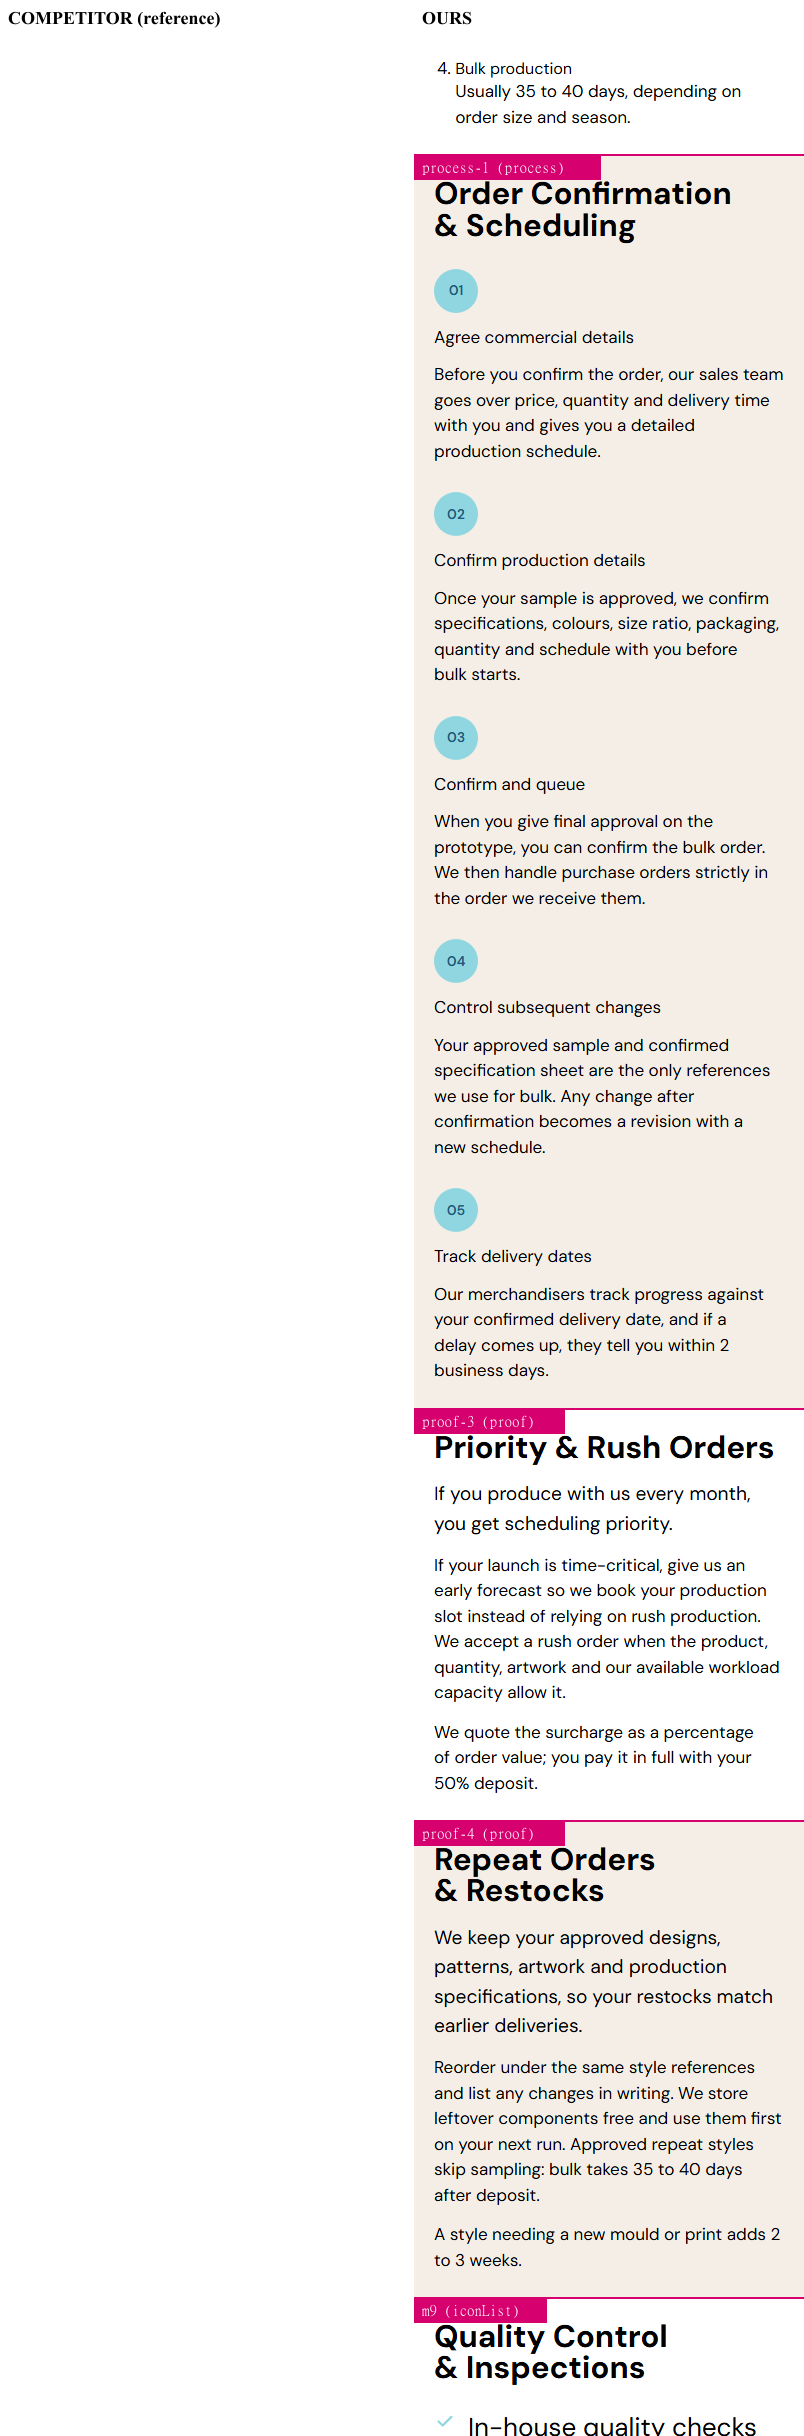 COMPETITOR (reference)
OURS
4. Bulk production
Usually 35 to 40 days, depending on
order size and season.
process-1 (process)
Order Confirmation
& Scheduling
01
Agree commercial details
Before you confirm the order, our sales team
goes over price, quantity and delivery time
with you and gives you a detailed
production schedule.
02
Confirm production details
Once your sample is approved, we confirm
specifications, colours, size ratio, packaging,
quantity and schedule with you before
bulk starts.
03
Confirm and queue
When you give final approval on the
prototype, you can confirm the bulk order.
We then handle purchase orders strictly in
the order we receive them.
04
Control subsequent changes
Your approved sample and confirmed
specification sheet are the only references
we use for bulk. Any change after
confirmation becomes a revision with a
new schedule.
05
Track delivery dates
Our merchandisers track progress against
your confirmed delivery date, and if a
delay comes up, they tell you within 2
business days.
proof-3 (proof)
Priority & Rush Orders
If you produce with us every month,
you get scheduling priority.
If your launch is time-critical, give us an
early forecast so we book your production
slot instead of relying on rush production.
We accept a rush order when the product,
quantity, artwork and our available workload
capacity allow it.
We quote the surcharge as a percentage
of order value; you pay it in full with your
50% deposit.
proof-4 (proof)
Repeat Orders
& Restocks
We keep your approved designs,
patterns, artwork and production
specifications, so your restocks match
earlier deliveries.
Reorder under the same style references
and list any changes in writing. We store
leftover components free and use them first
on your next run. Approved repeat styles
skip sampling: bulk takes 35 to 40 days
after deposit.
A style needing a new mould or print adds 2
to 3 weeks.
m9 (iconList)
Quality Control
& Inspections
In-house quality checks